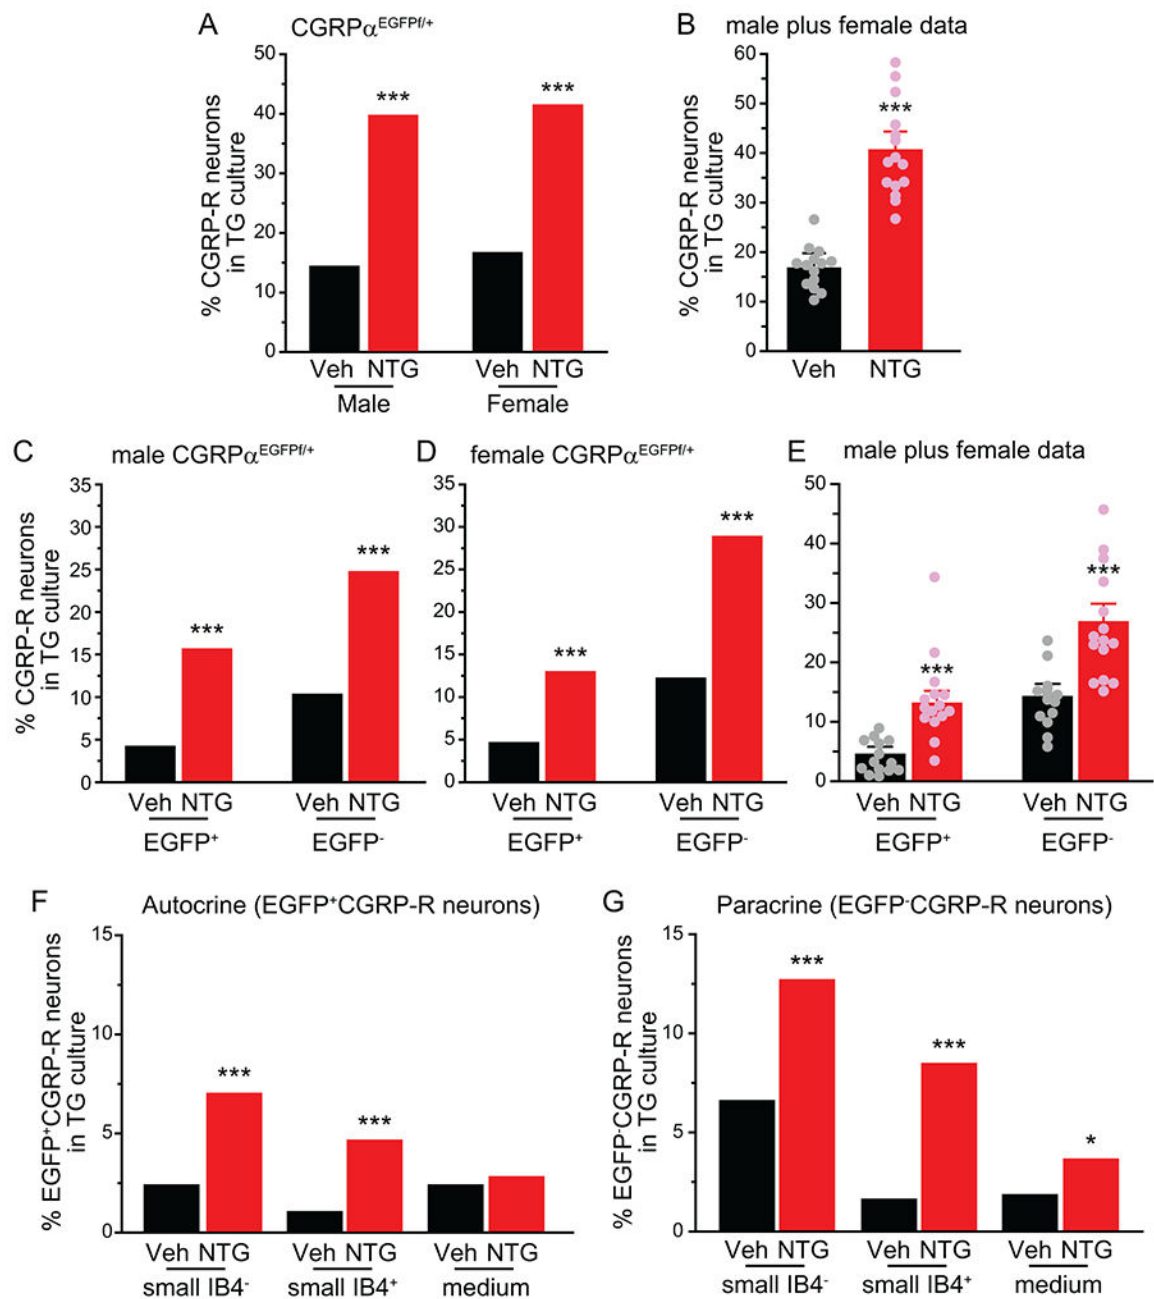 A CGRPα^EGFPf/+
% CGRP-R neurons
in TG culture
50
40
30
20
10
0
***
***
Veh NTG Veh NTG
Male Female
B male plus female data
% CGRP-R neurons
in TG culture
60
50
40
30
20
10
0
***
Veh NTG
C male CGRPα^EGFPf/+
% CGRP-R neurons
in TG culture
35
30
25
20
15
10
5
0
***
***
Veh NTG Veh NTG
EGFP⁺ EGFP⁻
D female CGRPα^EGFPf/+
35
30
25
20
15
10
5
0
***
***
Veh NTG Veh NTG
EGFP⁺ EGFP⁻
E male plus female data
50
40
30
20
10
0
***
***
Veh NTG Veh NTG
EGFP⁺ EGFP⁻
F Autocrine (EGFP⁺CGRP-R neurons)
% EGFP⁺CGRP-R neurons
in TG culture
15
10
5
0
***
***
Veh NTG Veh NTG Veh NTG
small IB4⁻ small IB4⁺ medium
G Paracrine (EGFP⁻CGRP-R neurons)
% EGFP⁻CGRP-R neurons
in TG culture
15
10
5
0
***
***
*
Veh NTG Veh NTG Veh NTG
small IB4⁻ small IB4⁺ medium